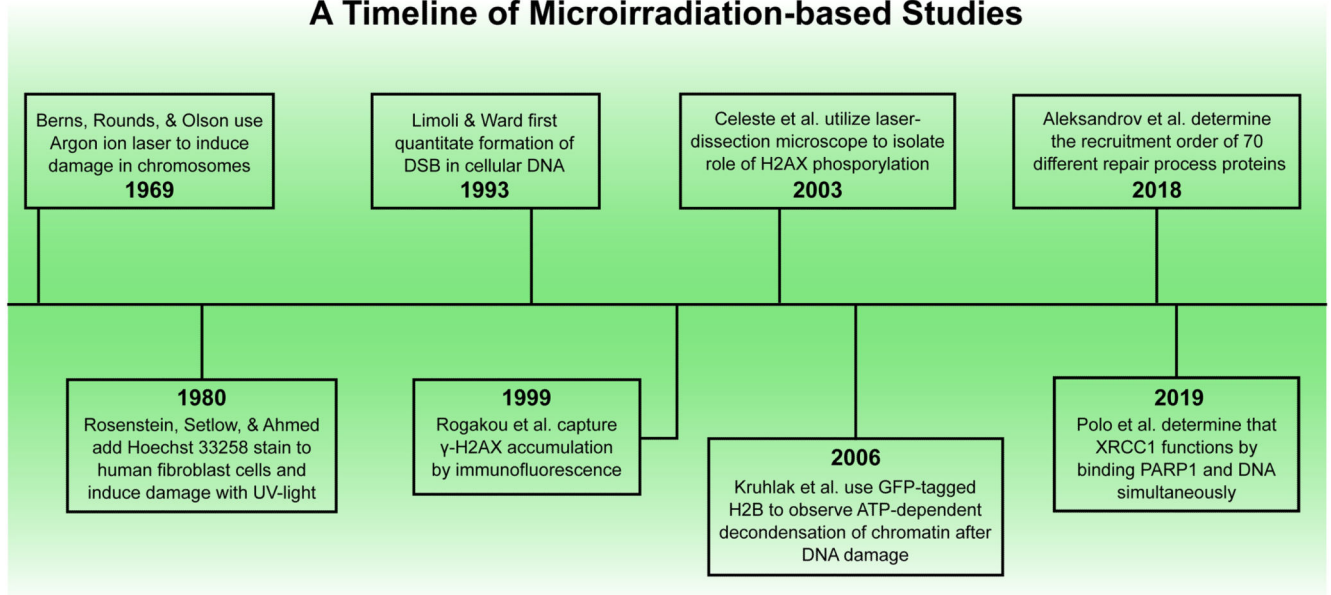 A Timeline of Microirradiation-based Studies
Berns, Rounds, & Olson use
Argon ion laser to induce
damage in chromosomes
1969
Limoli & Ward first
quantitate formation of
DSB in cellular DNA
1993
Celeste et al. utilize laser-
dissection microscope to isolate
role of H2AX phosporylation
2003
Aleksandrov et al. determine
the recruitment order of 70
different repair process proteins
2018
1980
Rosenstein, Setlow, & Ahmed
add Hoechst 33258 stain to
human fibroblast cells and
induce damage with UV-light
1999
Rogakou et al. capture
γ-H2AX accumulation
by immunofluorescence
2006
Kruhlak et al. use GFP-tagged
H2B to observe ATP-dependent
decondensation of chromatin after
DNA damage
2019
Polo et al. determine that
XRCC1 functions by
binding PARP1 and DNA
simultaneously